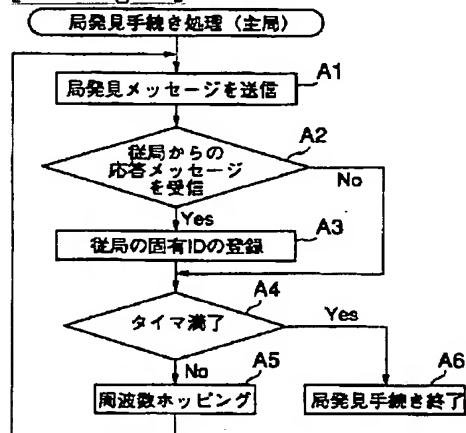 局発見手続き処理（主局）
A1
局発見メッセージを送信
A2
従局からの
応答メッセージ
を受信
No
Yes
A3
従局の固有IDの登録
A4
タイマ満了
Yes
No
A5
A6
周波数ホッピング
局発見手続き終了